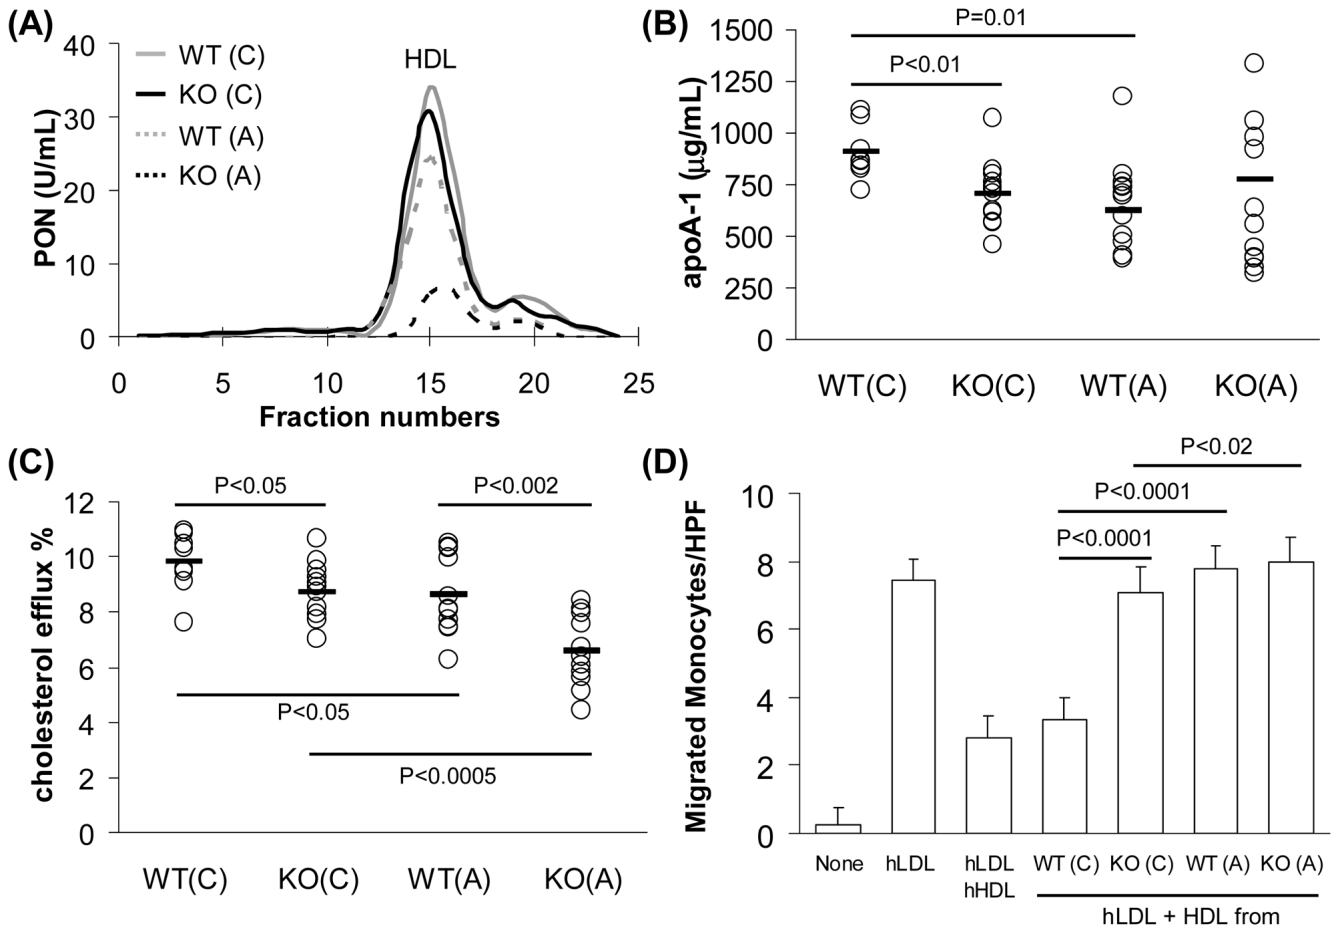 (A)
40
30
20
10
0
PON (U/mL)
WT (C)
KO (C)
WT (A)
KO (A)
HDL
0 5 10 15 20 25
Fraction numbers
(B)
1500
1250
1000
750
500
250
0
apoA-1 (μg/mL)
P=0.01
P<0.01
WT(C) KO(C) WT(A) KO(A)
(C)
12
10
8
6
4
2
0
cholesterol efflux %
P<0.05 P<0.002
P<0.05
P<0.0005
WT(C) KO(C) WT(A) KO(A)
(D)
10
8
6
4
2
0
Migrated Monocytes/HPF
P<0.02
P<0.0001
P<0.0001
None hLDL hLDL WT (C) KO (C) WT (A) KO (A)
hHDL
hLDL + HDL from